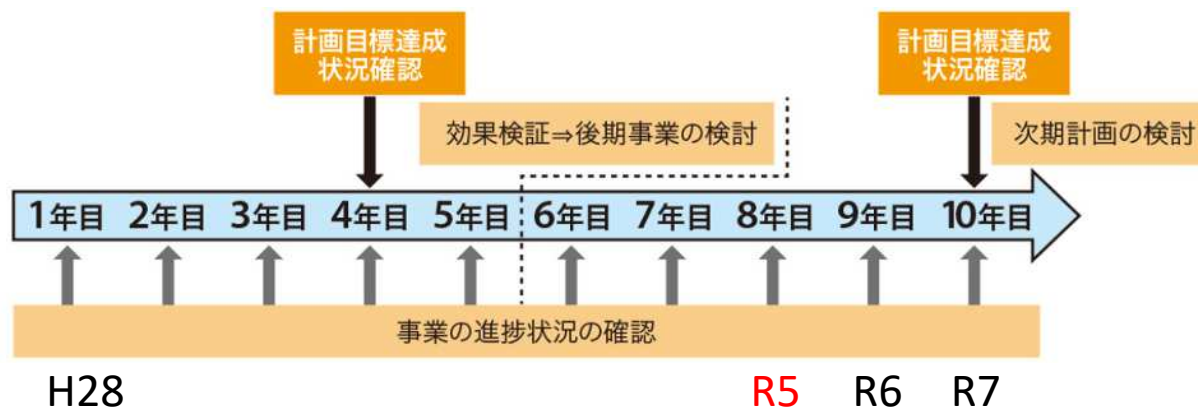 計画目標達成
状況確認
計画目標達成
状況確認
効果検証⇒後期事業の検討
次期計画の検討
1年目 2年目 3年目 4年目 5年目 6年目 7年目 8年目 9年目 10年目
事業の進捗状況の確認
H28 R5 R6 R7